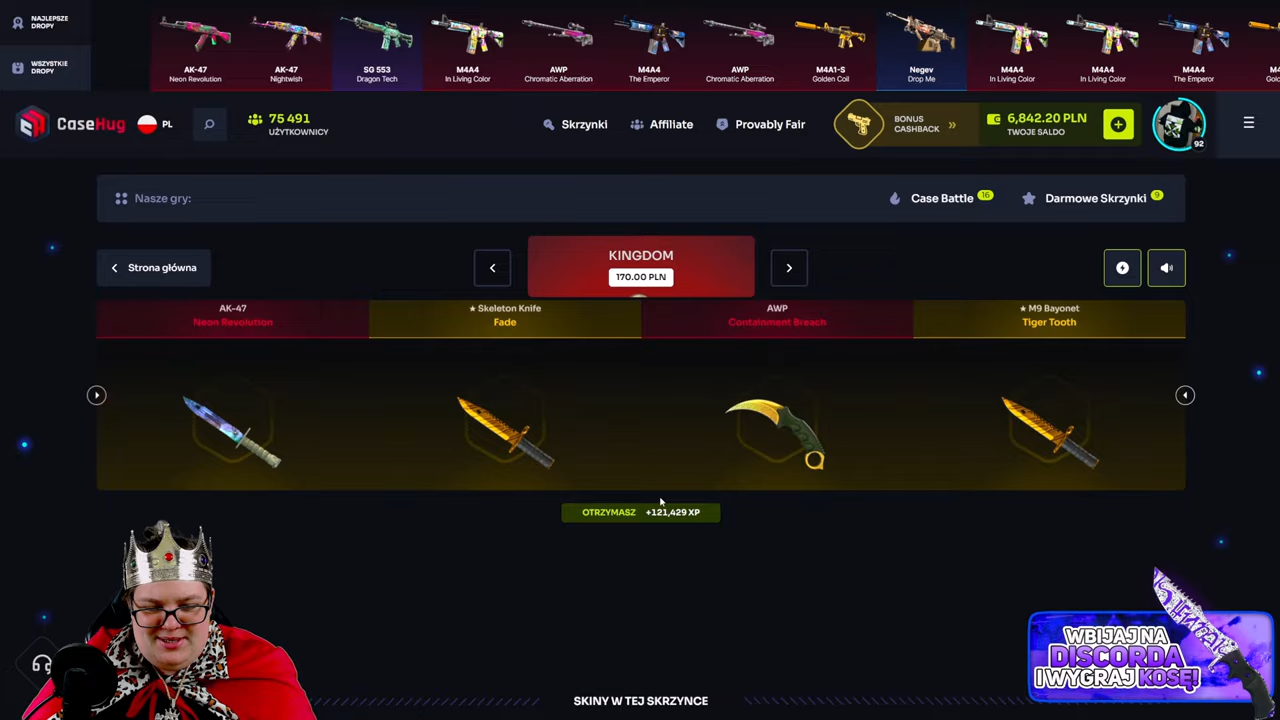 NAJLEPSZE
DROPY
WSZYSTKIE
DROPY
AK-47
Neon Revolution
AK-47
Nightwish
SG 553
Dragon Tech
M4A4
In Living Color
AWP
Chromatic Aberration
M4A4
The Emperor
AWP
Chromatic Aberration
M4A1-S
Golden Coil
Negev
Drop Me
M4A4
In Living Color
M4A4
In Living Color
M4A4
The Emperor
CaseHug
PL
75 491
UŻYTKOWNICY
Skrzynki
Affiliate
Provably Fair
BONUS
CASHBACK
6,842.20 PLN
TWOJE SALDO
92
Nasze gry:
Case Battle 16
Darmowe Skrzynki 9
Strona główna
KINGDOM
170.00 PLN
AK-47
Neon Revolution
★ Skeleton Knife
Fade
AWP
Containment Breach
★ M9 Bayonet
Tiger Tooth
OTRZYMASZ +121,429 XP
WBIJAJ NA
DISCORDA
I WYGRAJ KOSĘ!
SKINY W TEJ SKRZYNCE